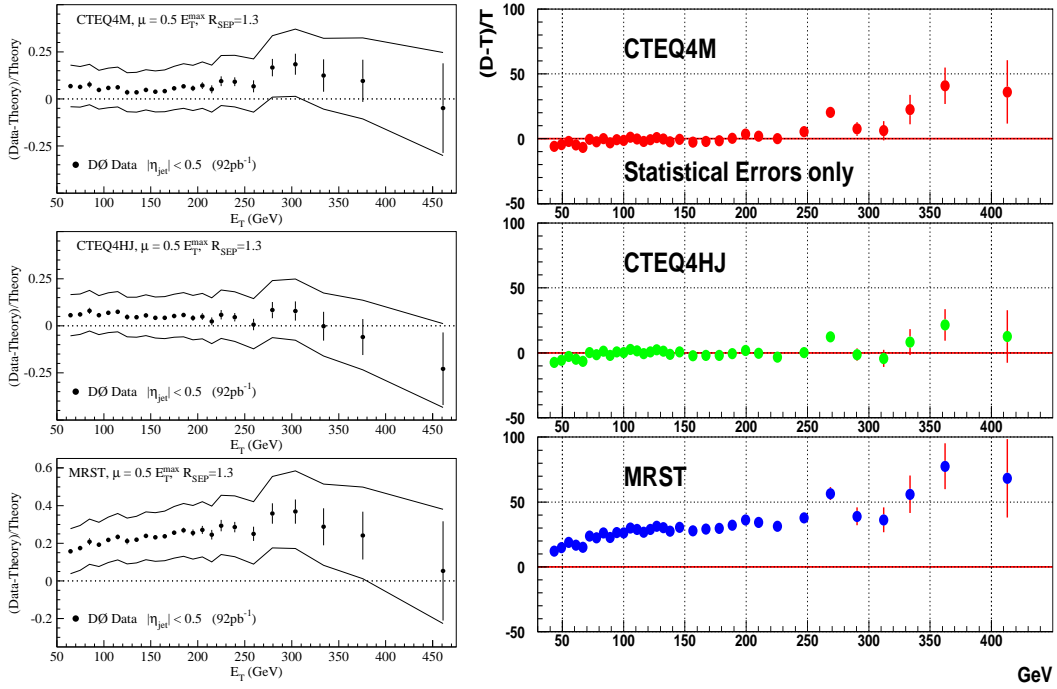 CTEQ4M, μ = 0.5 E_T^max, R_SEP=1.3
(Data-Theory)/Theory
0.25
0
-0.25
DØ Data |η_jet| < 0.5 (92pb⁻¹)
50 100 150 200 250 300 350 400 450
E_T (GeV)
CTEQ4HJ, μ = 0.5 E_T^max, R_SEP=1.3
(Data-Theory)/Theory
0.25
0
-0.25
DØ Data |η_jet| < 0.5 (92pb⁻¹)
50 100 150 200 250 300 350 400 450
E_T (GeV)
MRST, μ = 0.5 E_T^max, R_SEP=1.3
(Data-Theory)/Theory
0.6
0.4
0.2
0
-0.2
DØ Data |η_jet| < 0.5 (92pb⁻¹)
50 100 150 200 250 300 350 400 450
E_T (GeV)
(D-T)/T
100
50
0
-50
CTEQ4M
Statistical Errors only
50 100 150 200 250 300 350 400
100
50
0
-50
CTEQ4HJ
50 100 150 200 250 300 350 400
100
50
0
-50
MRST
50 100 150 200 250 300 350 400
GeV